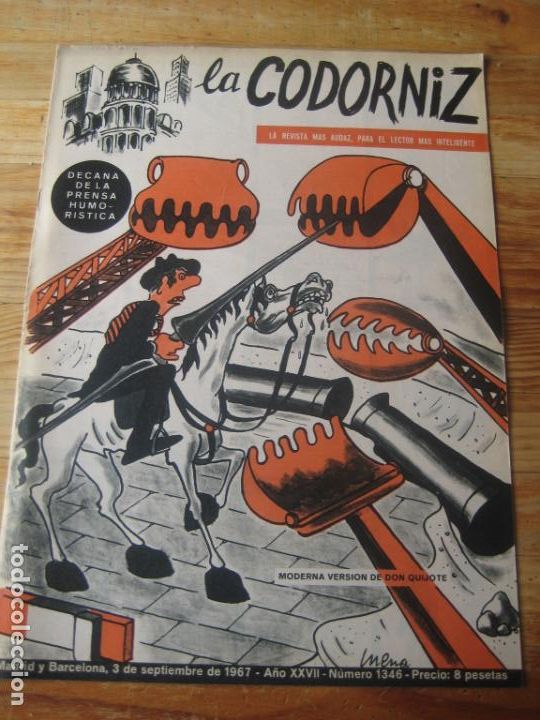 la CODORNiZ
LA REVISTA MAS AUDAZ, PARA EL LECTOR MAS INTELIGENTE
DECANA
DE LA
PRENSA
HUMO-
RISTICA
MODERNA VERSION DE DON QUIJOTE
Mena
Madrid y Barcelona, 3 de septiembre de 1967 - Año XXVII - Número 1346 - Precio: 8 pesetas
todocoleccion